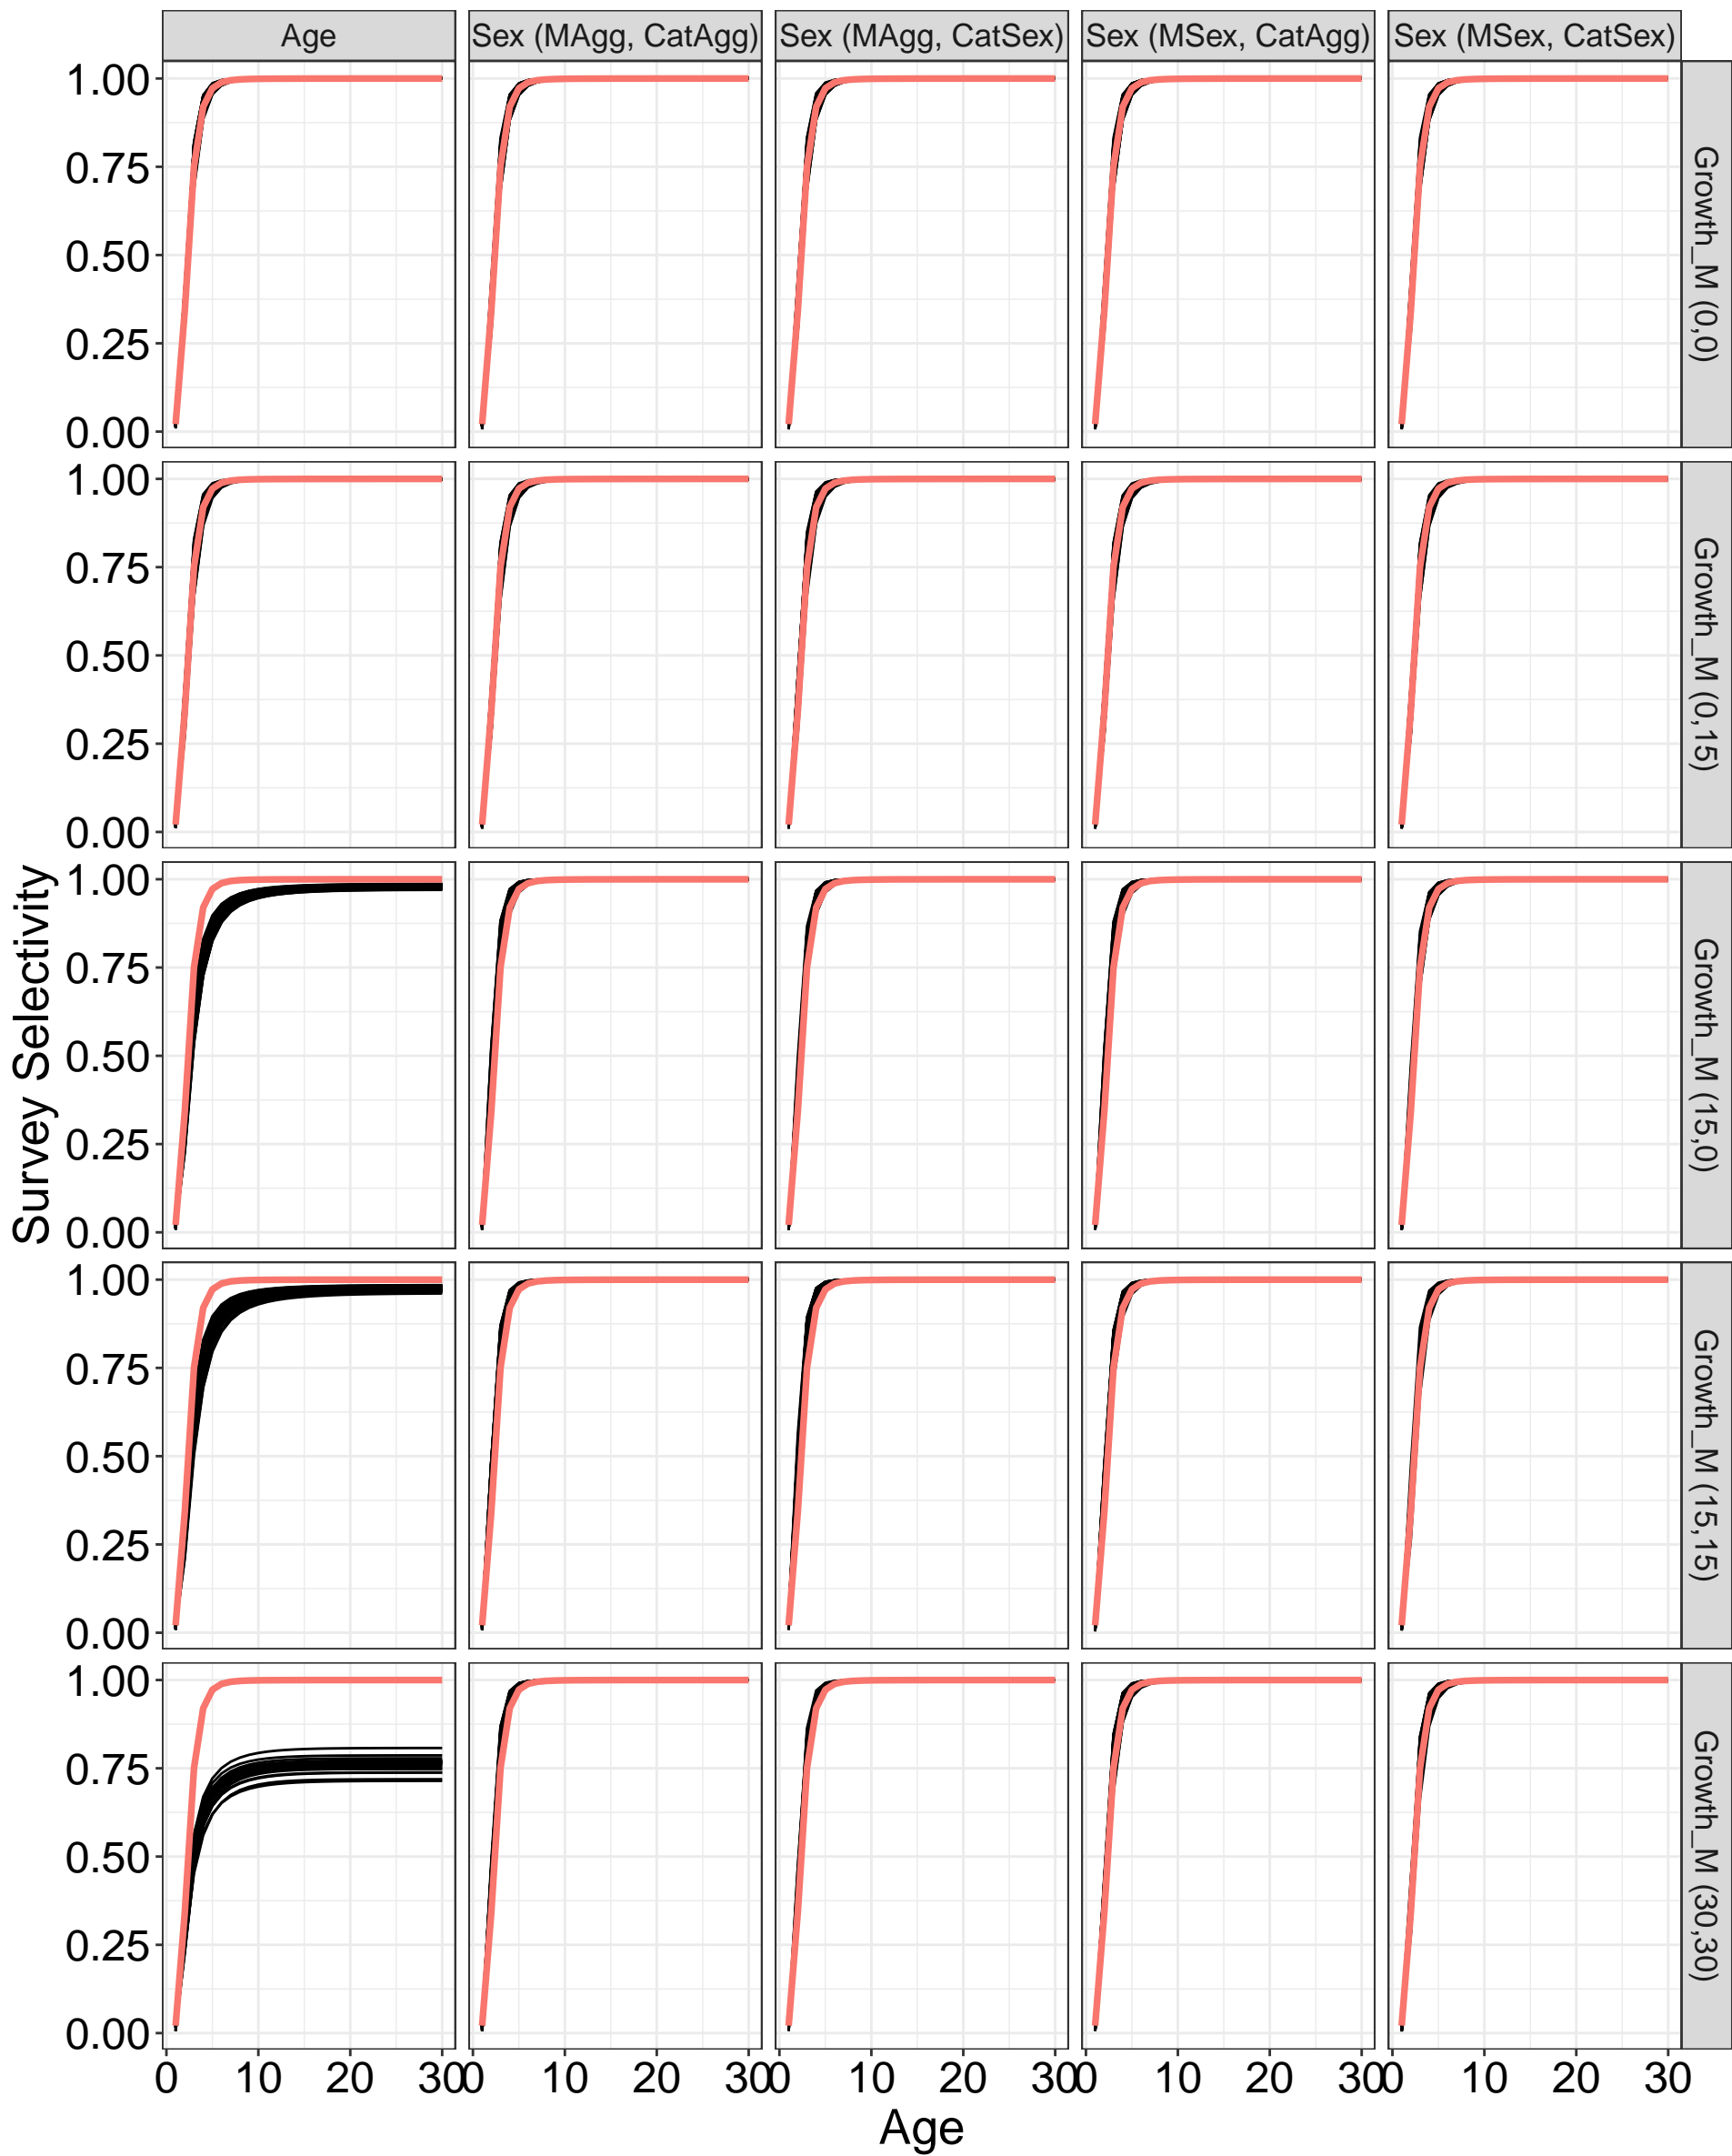 Age
Sex (MAgg, CatAgg)
Sex (MAgg, CatSex)
Sex (MSex, CatAgg)
Sex (MSex, CatSex)
1.00
0.75
0.50
0.25
0.00
Growth_M (0,0)
1.00
0.75
0.50
0.25
0.00
Growth_M (0,15)
Survey Selectivity
1.00
0.75
0.50
0.25
0.00
Growth_M (15,0)
1.00
0.75
0.50
0.25
0.00
Growth_M (15,15)
1.00
0.75
0.50
0.25
0.00
Growth_M (30,30)
0 10 20 30
0 10 20 30
0 10 20 30
0 10 20 30
0 10 20 30
Age